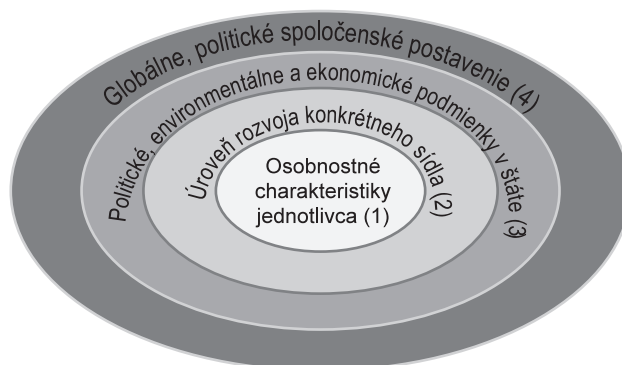 Globálne, politické spoločenské postavenie (4)
Politické, environmentálne a ekonomické podmienky v štáte (3)
Úroveň rozvoja konkrétneho sídla (2)
Osobnostné
charakteristiky
jednotlivca (1)